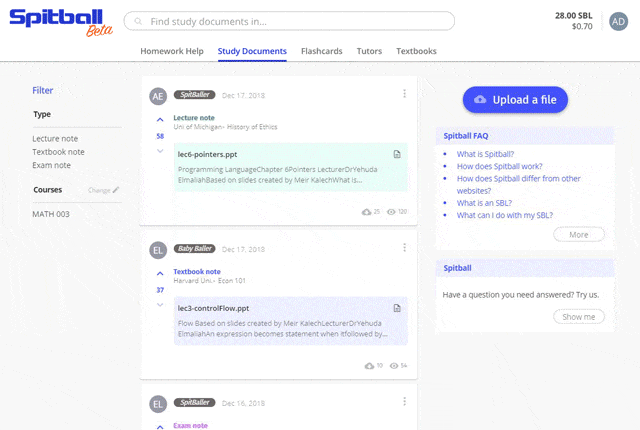 Spitball
Beta
Find study documents in...
28.00 SBL
$0.70
AD
Homework Help
Study Documents
Flashcards
Tutors
Textbooks
Filter
Type
Lecture note
Textbook note
Exam note
Courses
Change
MATH 003
AE
SpitBaller
Dec 17, 2018
58
Lecture note
Uni of Michigan- History of Ethics
lec6-pointers.ppt
Programming LanguageChapter 6Pointers LecturerDrYehuda
ElmaliahBased on slides created by Meir KalechWhat is...
25
120
EL
Baby Baller
Dec 17, 2018
37
Textbook note
Harvard Uni - Econ 101
lec3-controlFlow.ppt
Flow Based on slides created by Meir KalechLecturerDrYehuda
ElmaliahAn expression becomes statement when itfollowed by...
10
54
EL
SpitBaller
Dec 16, 2018
Exam note
Upload a file
Spitball FAQ
What is Spitball?
How does Spitball work?
How does Spitball differ from other
websites?
What is an SBL?
What can I do with my SBL?
More
Spitball
Have a question you need answered? Try us.
Show me